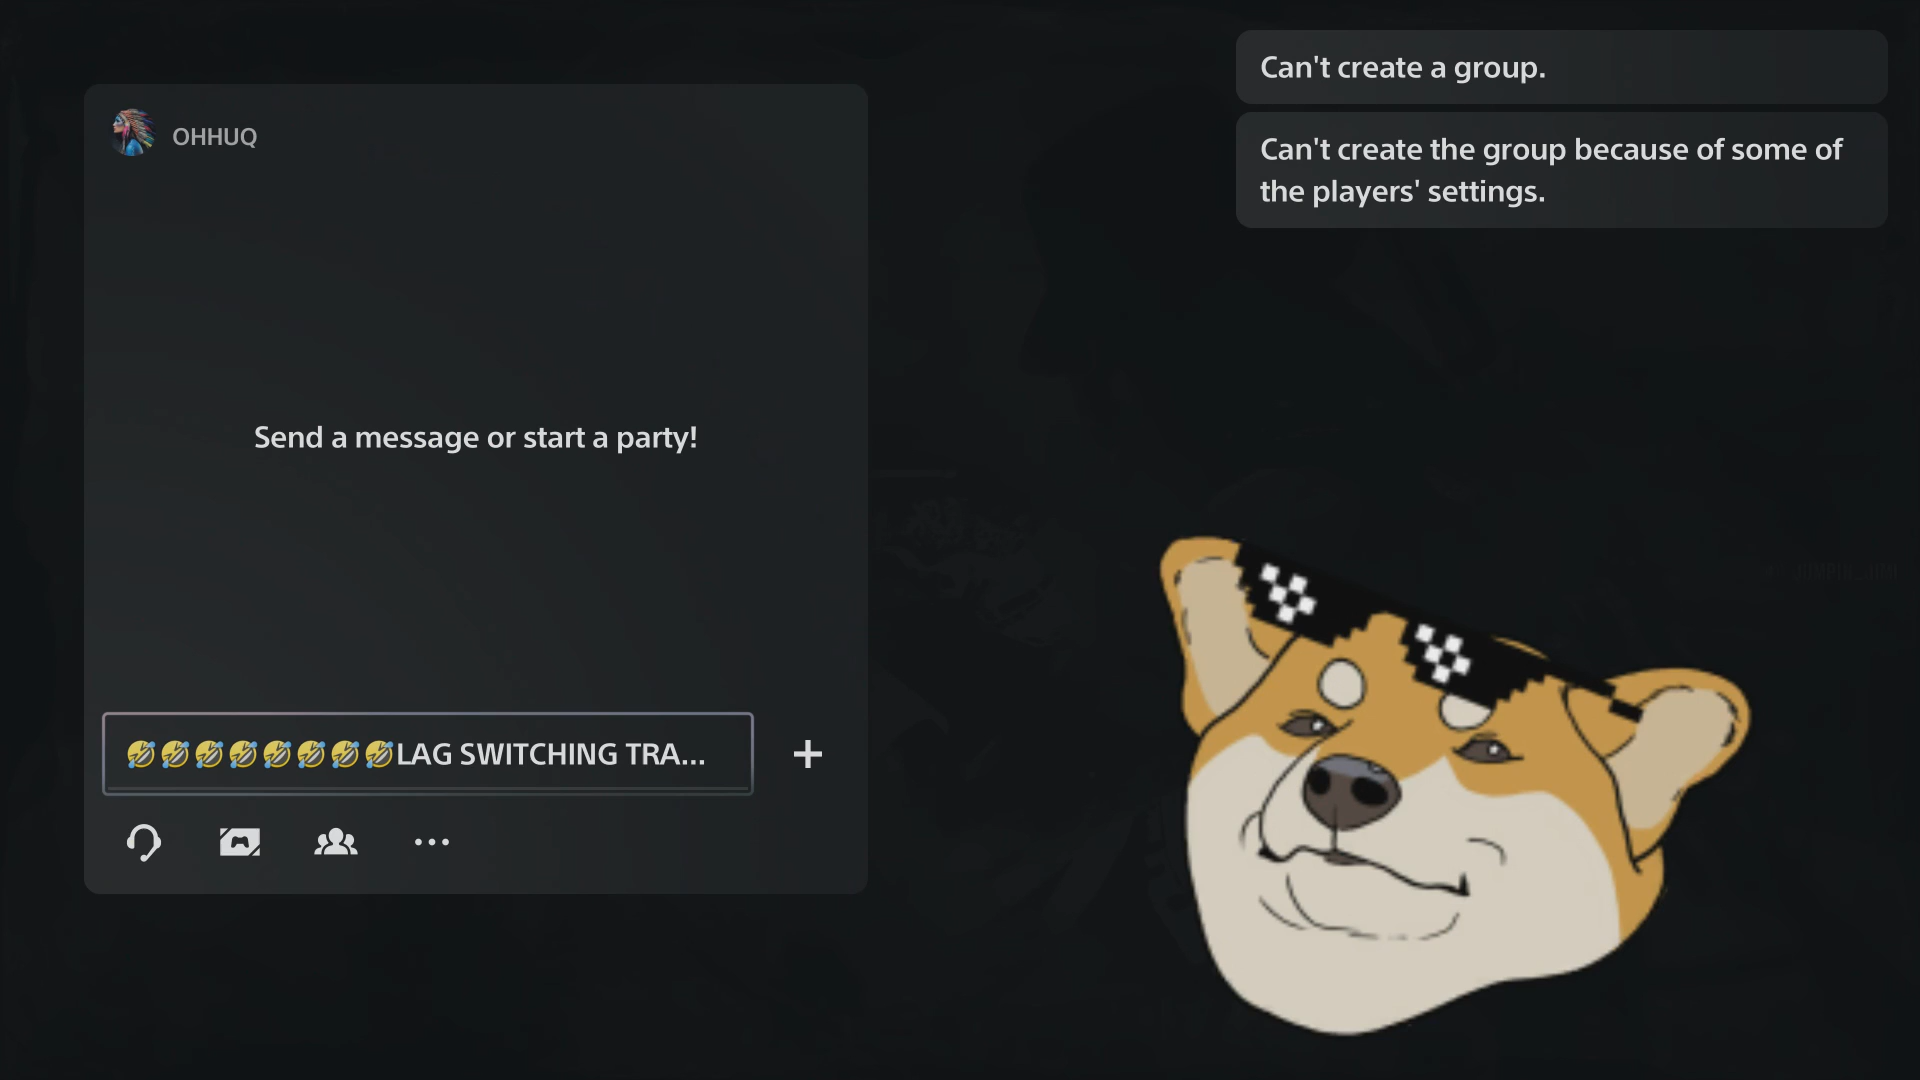 OHHUQ
Send a message or start a party!
🤣🤣🤣🤣🤣🤣🤣🤣LAG SWITCHING TRA...
Can't create a group.
Can't create the group because of some of
the players' settings.